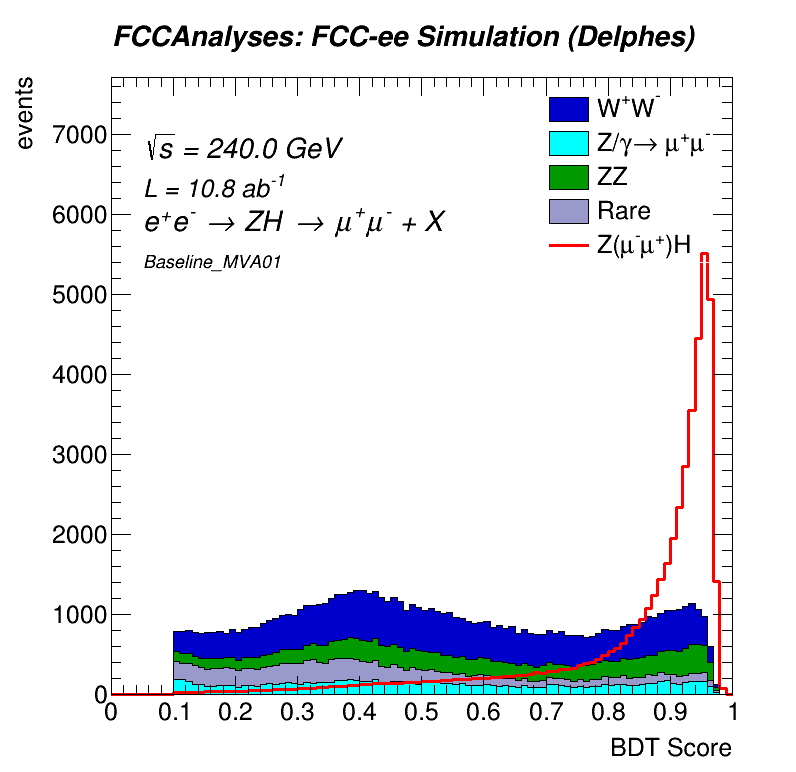 FCCAnalyses: FCC-ee Simulation (Delphes)
events
7000
6000
5000
4000
3000
2000
1000
0
√s = 240.0 GeV
L = 10.8 ab⁻¹
e⁺e⁻ → ZH → μ⁺μ⁻ + X
Baseline_MVA01
W⁺W⁻
Z/γ→ μ⁺μ⁻
ZZ
Rare
Z(μ⁻μ⁺)H
0 0.1 0.2 0.3 0.4 0.5 0.6 0.7 0.8 0.9 1
BDT Score